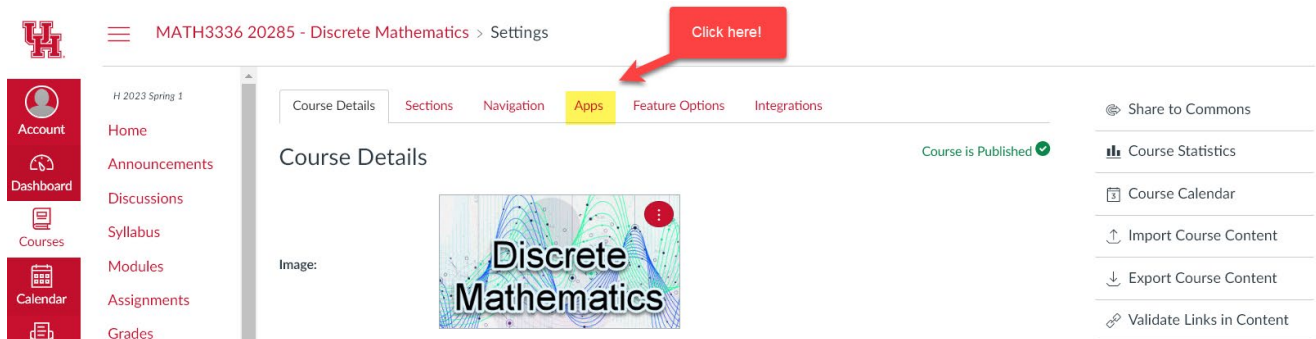 UH
MATH3336 20285 - Discrete Mathematics > Settings
Click here!
Account
Dashboard
Courses
Calendar
H 2023 Spring 1
Home
Announcements
Discussions
Syllabus
Modules
Assignments
Grades
Course Details Sections Navigation Apps Feature Options Integrations
Course Details
Course is Published
Image:
Discrete
Mathematics
Share to Commons
Course Statistics
3 Course Calendar
Import Course Content
Export Course Content
Validate Links in Content